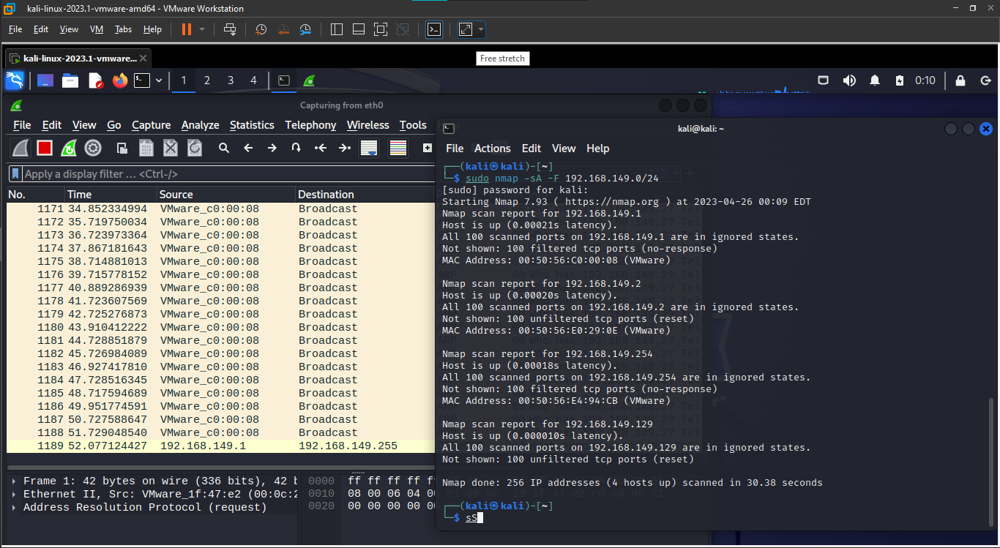 kali-linux-2023.1-vmware-amd64 - VMware Workstation
File Edit View VM Tabs Help
kali-linux-2023.1-vmware...
Free stretch
1 2 3 4 0:10
Capturing from eth0
File Edit View Go Capture Analyze Statistics Telephony Wireless Tools
Apply a display filter ... <Ctrl-/>
No. Time Source Destination
1171 34.852334994 VMware_c0:00:08 Broadcast
1172 35.719750034 VMware_c0:00:08 Broadcast
1173 36.723973364 VMware_c0:00:08 Broadcast
1174 37.867181643 VMware_c0:00:08 Broadcast
1175 38.714881013 VMware_c0:00:08 Broadcast
1176 39.715778152 VMware_c0:00:08 Broadcast
1177 40.889286939 VMware_c0:00:08 Broadcast
1178 41.723607569 VMware_c0:00:08 Broadcast
1179 42.725276873 VMware_c0:00:08 Broadcast
1180 43.910412222 VMware_c0:00:08 Broadcast
1181 44.728851879 VMware_c0:00:08 Broadcast
1182 45.726984089 VMware_c0:00:08 Broadcast
1183 46.927417810 VMware_c0:00:08 Broadcast
1184 47.728516345 VMware_c0:00:08 Broadcast
1185 48.717594689 VMware_c0:00:08 Broadcast
1186 49.951774591 VMware_c0:00:08 Broadcast
1187 50.727588647 VMware_c0:00:08 Broadcast
1188 51.729048540 VMware_c0:00:08 Broadcast
1189 52.077124427 192.168.149.1 192.168.149.255
Frame 1: 42 bytes on wire (336 bits), 42 b
Ethernet II, Src: VMware_1f:47:e2 (00:0c:2
Address Resolution Protocol (request)
0000 ff ff ff ff f
0010 08 00 06 04 00
0020 00 00 00 00 00
kali@kali: ~
File Actions Edit View Help
┌──(kali㉿kali)-[~]
└─$ sudo nmap -sA -F 192.168.149.0/24
[sudo] password for kali:
Starting Nmap 7.93 ( https://nmap.org ) at 2023-04-26 00:09 EDT
Nmap scan report for 192.168.149.1
Host is up (0.00021s latency).
All 100 scanned ports on 192.168.149.1 are in ignored states.
Not shown: 100 filtered tcp ports (no-response)
MAC Address: 00:50:56:C0:00:08 (VMware)
Nmap scan report for 192.168.149.2
Host is up (0.00020s latency).
All 100 scanned ports on 192.168.149.2 are in ignored states.
Not shown: 100 unfiltered tcp ports (reset)
MAC Address: 00:50:56:E0:29:0E (VMware)
Nmap scan report for 192.168.149.254
Host is up (0.00018s latency).
All 100 scanned ports on 192.168.149.254 are in ignored states.
Not shown: 100 filtered tcp ports (no-response)
MAC Address: 00:50:56:E4:94:CB (VMware)
Nmap scan report for 192.168.149.129
Host is up (0.000010s latency).
All 100 scanned ports on 192.168.149.129 are in ignored states.
Not shown: 100 unfiltered tcp ports (reset)
Nmap done: 256 IP addresses (4 hosts up) scanned in 30.38 seconds
┌──(kali㉿kali)-[~]
└─$ sS